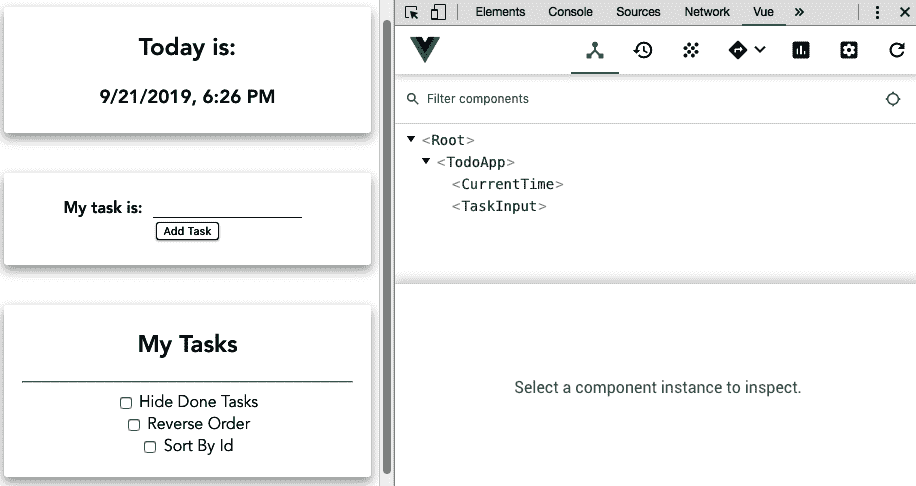 Today is:
9/21/2019, 6:26 PM
My task is:
Add Task
My Tasks
Hide Done Tasks
Reverse Order
Sort By Id
Elements Console Sources Network Vue »
Filter components
<Root>
<TodoApp>
<CurrentTime>
<TaskInput>
Select a component instance to inspect.